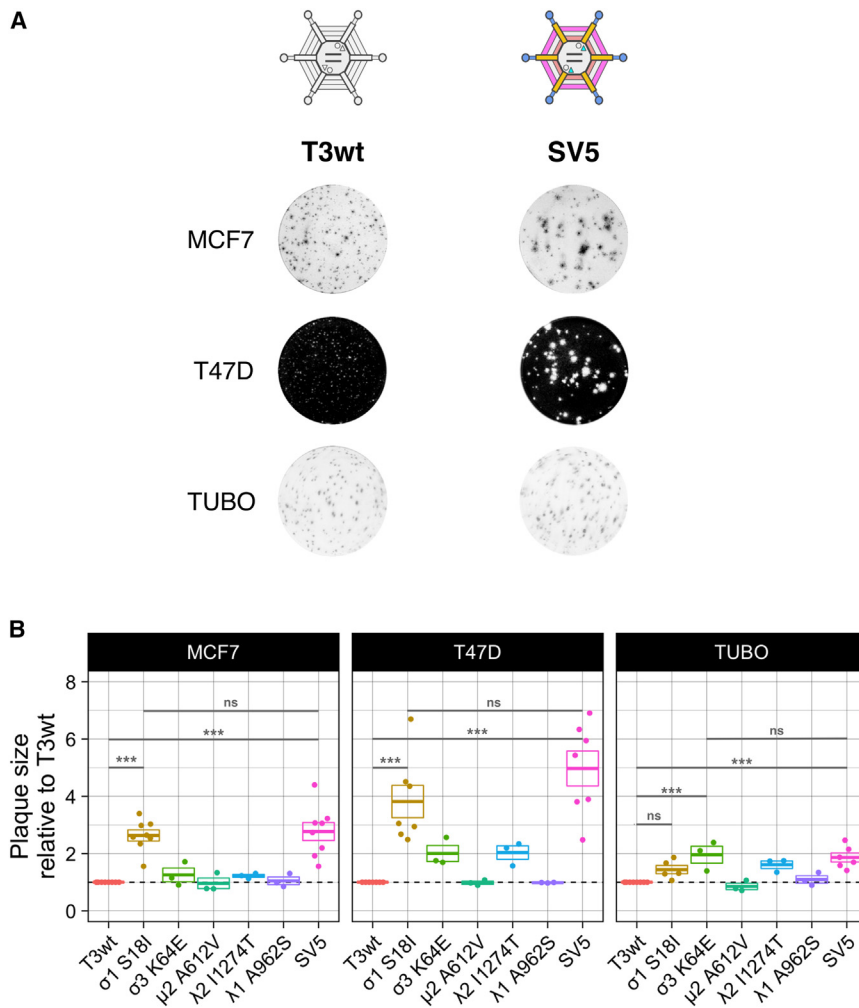 A
T3wt SV5
MCF7
T47D
TUBO
B
MCF7 T47D TUBO
Plaque size
relative to T3wt
8
6
4
2
0
ns
***
***
ns
***
***
ns
***
***
ns
T3wt σ1 S18I σ3 K64E μ2 A612V λ2 I1274T λ1 A962S SV5
T3wt σ1 S18I σ3 K64E μ2 A612V λ2 I1274T λ1 A962S SV5
T3wt σ1 S18I σ3 K64E μ2 A612V λ2 I1274T λ1 A962S SV5